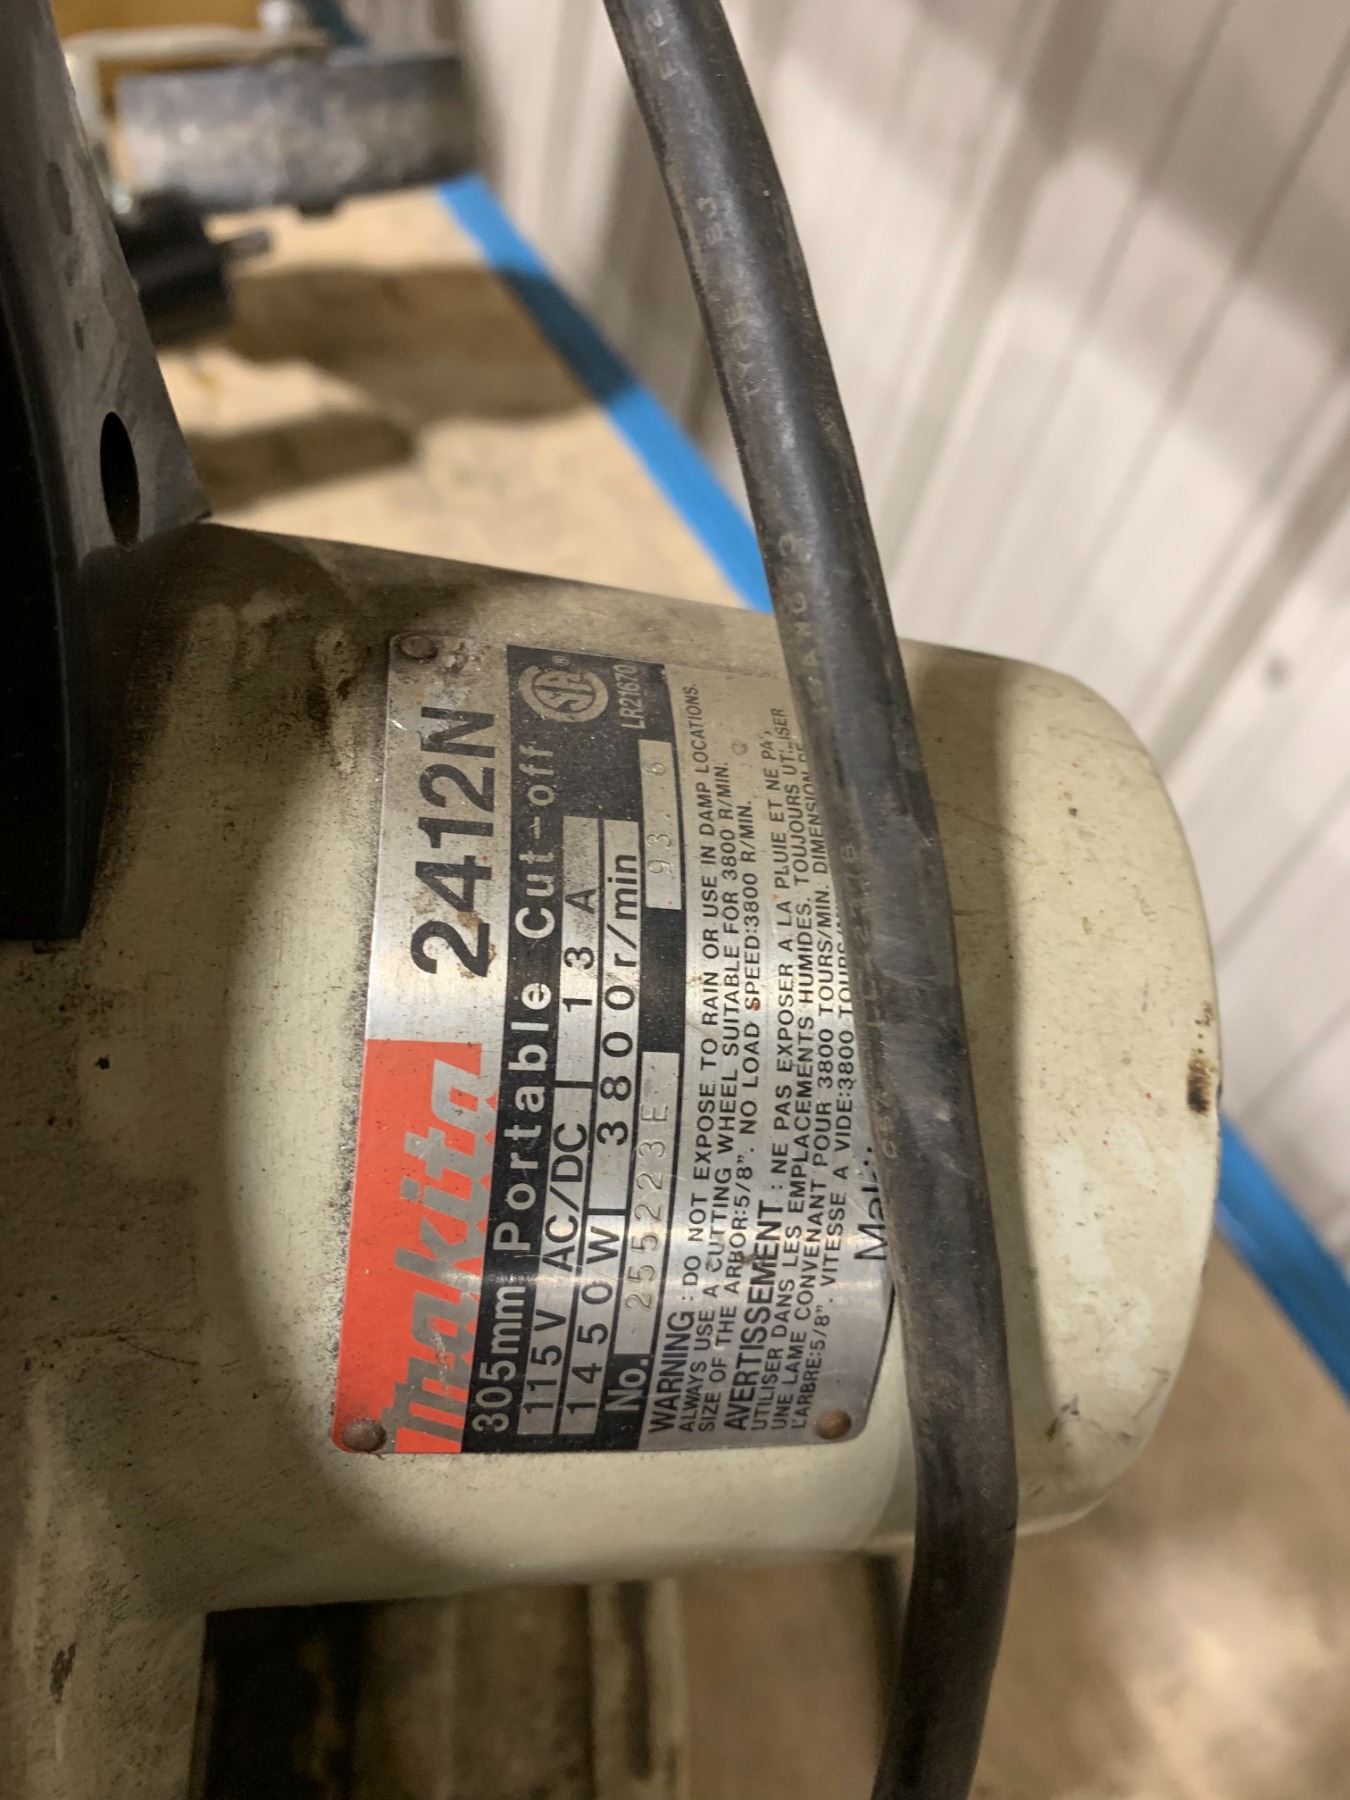 makita 2412N
305mm Portable Cut-off
115V AC/DC 13 A
1450W 3800r/min
LR21670
No. 255223E 93.6
WARNING : DO NOT EXPOSE TO RAIN OR USE IN DAMP LOCATIONS.
ALWAYS USE A CUTTING WHEEL SUITABLE FOR 3800 R/MIN.
SIZE OF THE ARBOR:5/8". NO LOAD SPEED:3800 R/MIN.
AVERTISSEMENT : NE PAS EXPOSER A LA PLUIE ET NE PAS
UTILISER DANS LES EMPLACEMENTS HUMIDES. TOUJOURS UTILISER
UNE LAME CONVENANT POUR 3800 TOURS/MIN. DIMENSION DE
L'ARBRE:5/8". VITESSE A VIDE:3800 TOURS/